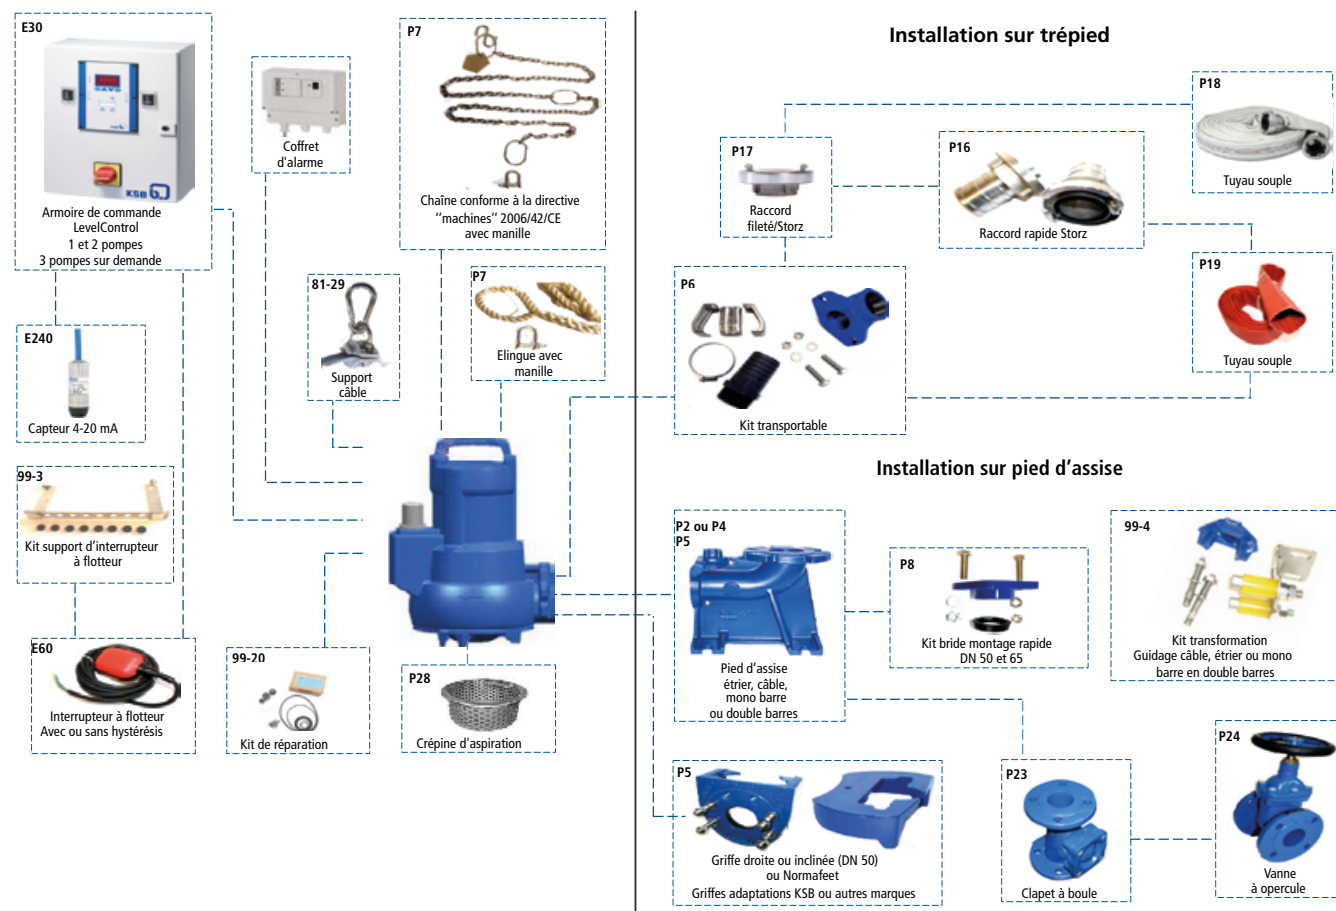 E30
KSB
Armoire de commande
LevelControl
1 et 2 pompes
3 pompes sur demande
Coffret
d'alarme
P7
Chaîne conforme à la directive
''machines'' 2006/42/CE
avec manille
E240
Capteur 4-20 mA
81-29
Support
câble
P7
Elingue avec
manille
99-3
Kit support d'interrupteur
à flotteur
E60
Interrupteur à flotteur
Avec ou sans hystérésis
99-20
Kit de réparation
P28
Crépine d'aspiration
Installation sur trépied
P18
Tuyau souple
P17
Raccord
fileté/Storz
P16
Raccord rapide Storz
P19
Tuyau souple
P6
Kit transportable
Installation sur pied d'assise
P2 ou P4
P5
Pied d'assise
étrier, câble,
mono barre
ou double barres
P8
Kit bride montage rapide
DN 50 et 65
99-4
Kit transformation
Guidage câble, étrier ou mono
barre en double barres
P5
Griffe droite ou inclinée (DN 50)
ou Normafeet
Griffes adaptations KSB ou autres marques
P23
Clapet à boule
P24
Vanne
à opercule